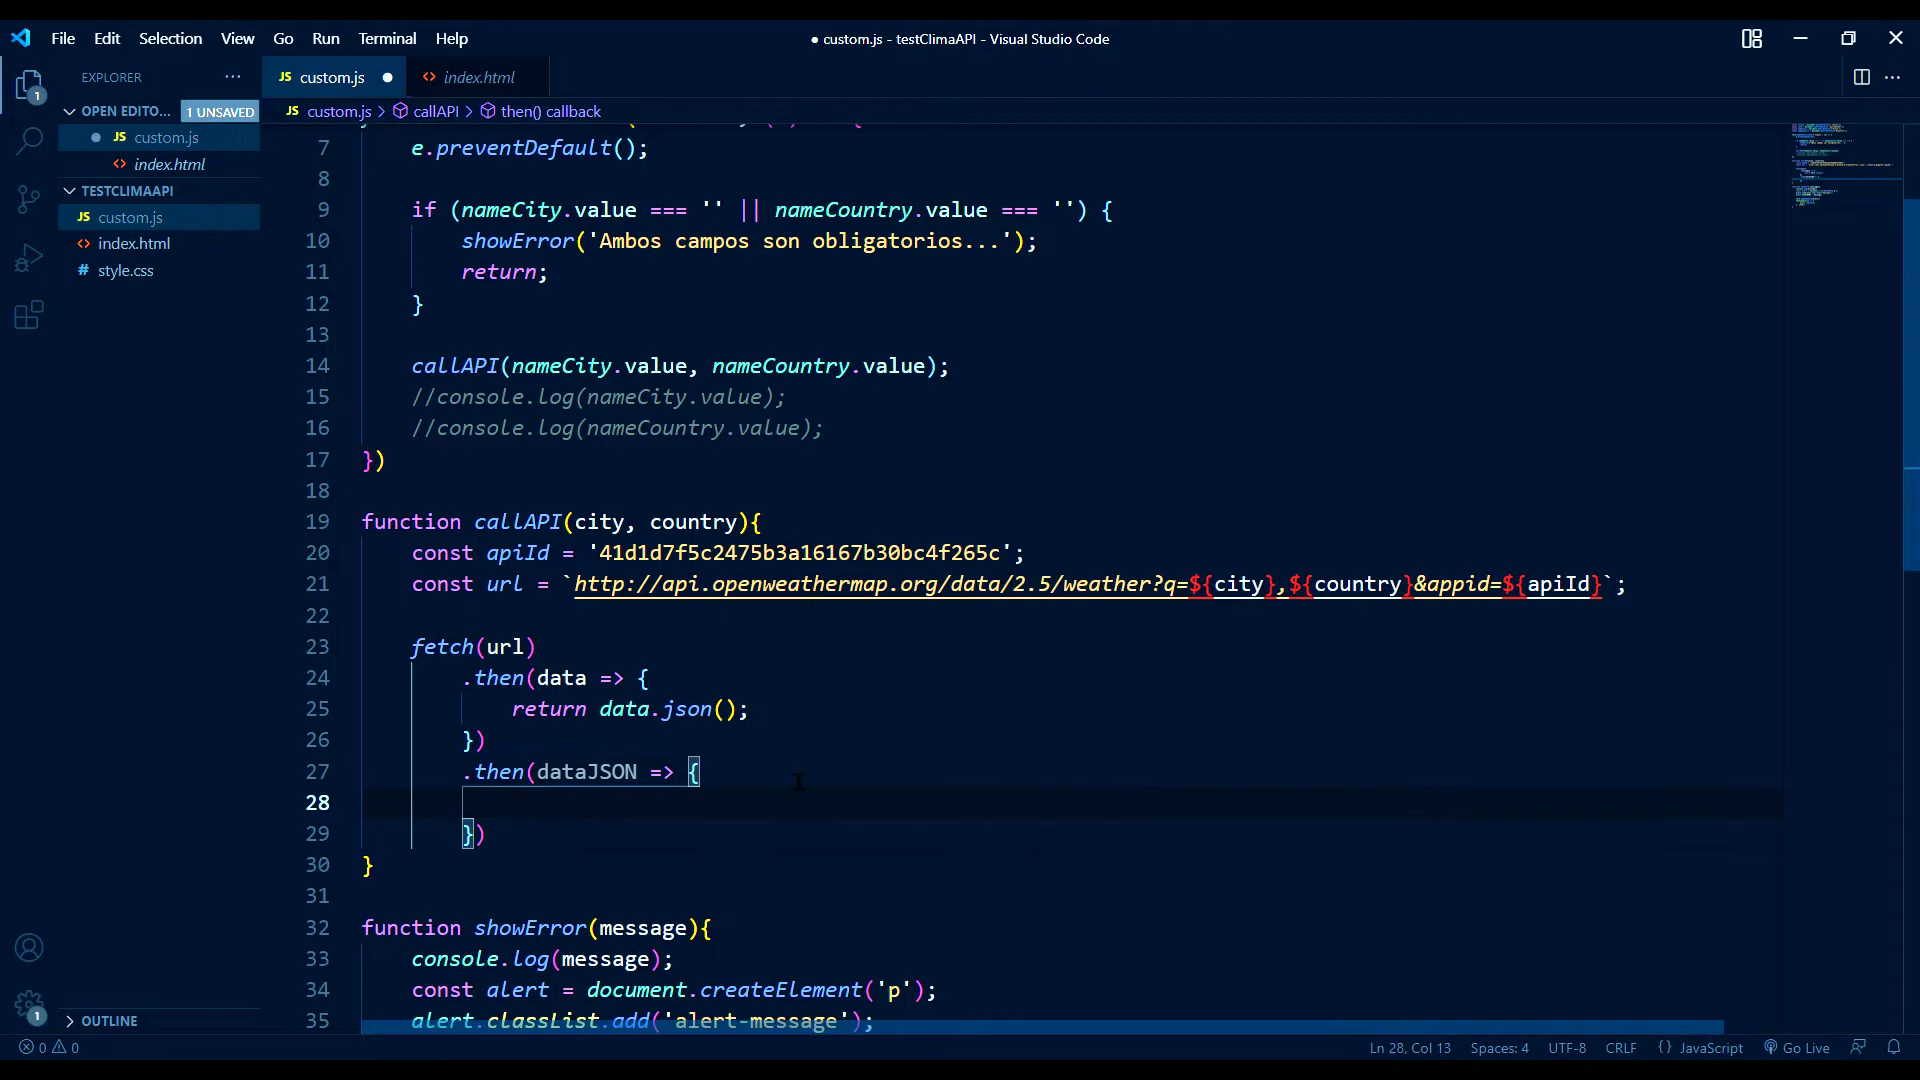 File Edit Selection View Go Run Terminal Help
● custom.js - testClimaAPI - Visual Studio Code
EXPLORER ...
JS custom.js ●
<> index.html
...
1
OPEN EDITO... 1 UNSAVED
JS custom.js > callAPI > then() callback
● JS custom.js
<> index.html
TESTCLIMAAPI
JS custom.js
<> index.html
# style.css
7 e.preventDefault();
8
9 if (nameCity.value === '' || nameCountry.value === '') {
10 showError('Ambos campos son obligatorios...');
11 return;
12 }
13
14 callAPI(nameCity.value, nameCountry.value);
15 //console.log(nameCity.value);
16 //console.log(nameCountry.value);
17 })
18
19 function callAPI(city, country){
20 const apiId = '41d1d7f5c2475b3a16167b30bc4f265c';
21 const url = `http://api.openweathermap.org/data/2.5/weather?q=${city},${country}&appid=${apiId}`;
22
23 fetch(url)
24 .then(data => {
25 return data.json();
26 })
27 .then(dataJSON => {
28
29 })
30 }
31
32 function showError(message){
33 console.log(message);
34 const alert = document.createElement('p');
35 alert.classList.add('alert-message');
1
OUTLINE
0 0
Ln 28, Col 13 Spaces: 4 UTF-8 CRLF {} JavaScript Go Live